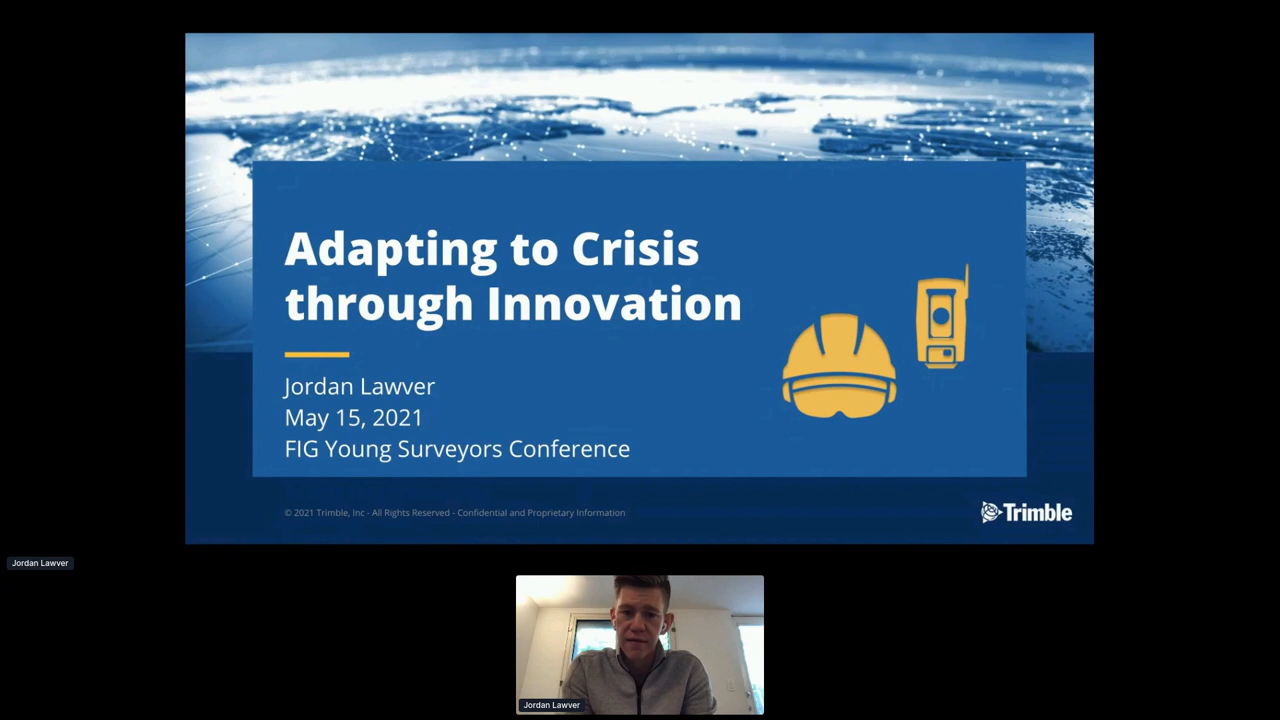 Adapting to Crisis
through Innovation
Jordan Lawver
May 15, 2021
FIG Young Surveyors Conference
© 2021 Trimble, Inc - All Rights Reserved - Confidential and Proprietary Information
Trimble
Jordan Lawver
Jordan Lawver